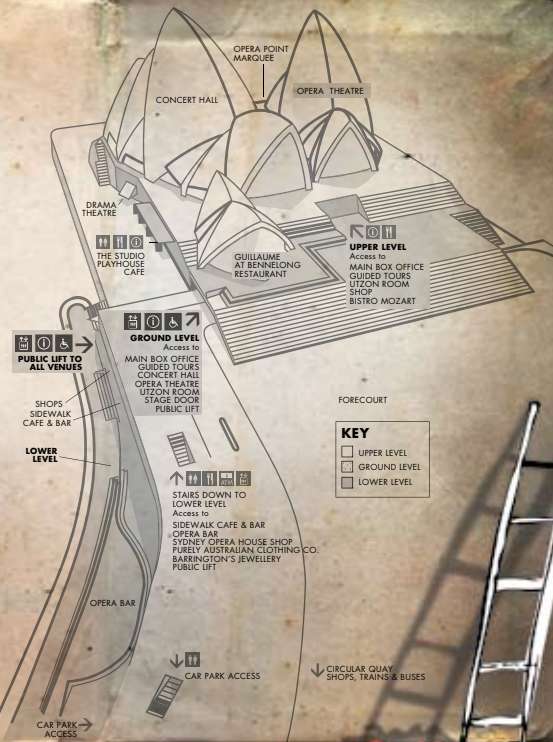 OPERA POINT
MARQUEE
OPERA THEATRE
CONCERT HALL
DRAMA
THEATRE
THE STUDIO
PLAYHOUSE
CAFE
GUILLAUME
AT BENNELONG
RESTAURANT
UPPER LEVEL
Access to
MAIN BOX OFFICE
GUIDED TOURS
UTZON ROOM
SHOP
BISTRO MOZART
PUBLIC LIFT TO
ALL VENUES
GROUND LEVEL
Access to
MAIN BOX OFFICE
GUIDED TOURS
CONCERT HALL
OPERA THEATRE
UTZON ROOM
STAGE DOOR
PUBLIC LIFT
SHOPS
SIDEWALK
CAFE & BAR
LOWER
LEVEL
FORECOURT
KEY
UPPER LEVEL
GROUND LEVEL
LOWER LEVEL
ATM
STAIRS DOWN TO
LOWER LEVEL
Access to
SIDEWALK CAFE & BAR
OPERA BAR
SYDNEY OPERA HOUSE SHOP
PURELY AUSTRALIAN CLOTHING CO.
BARRINGTON'S JEWELLERY
PUBLIC LIFT
OPERA BAR
CAR PARK ACCESS
CIRCULAR QUAY
SHOPS, TRAINS & BUSES
CAR PARK
ACCESS